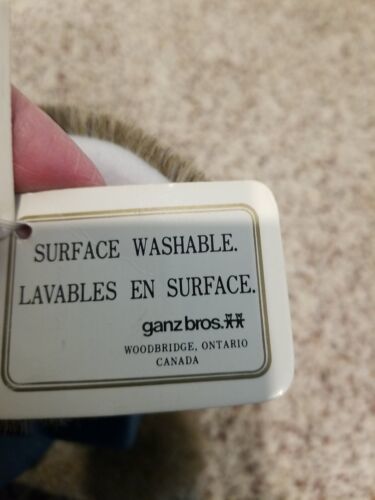 SURFACE WASHABLE.
LAVABLES EN SURFACE.
ganz bros.
WOODBRIDGE, ONTARIO
CANADA